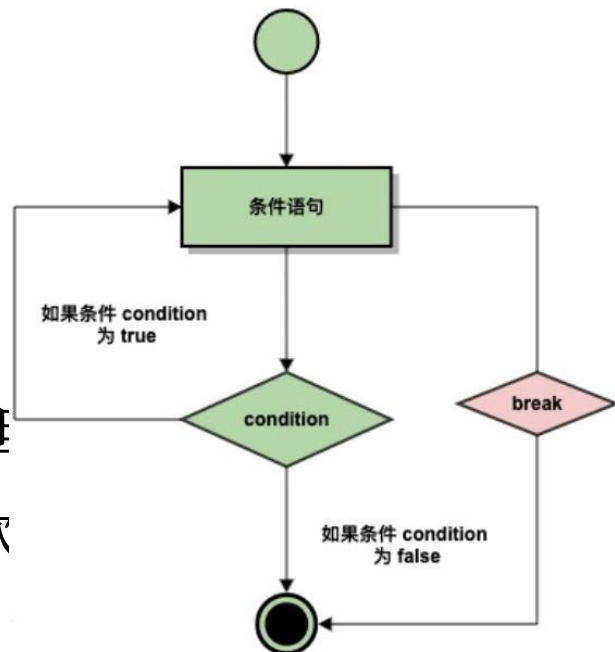 条件语句
如果条件 condition
为 true
condition
break
如果条件 condition
为 false